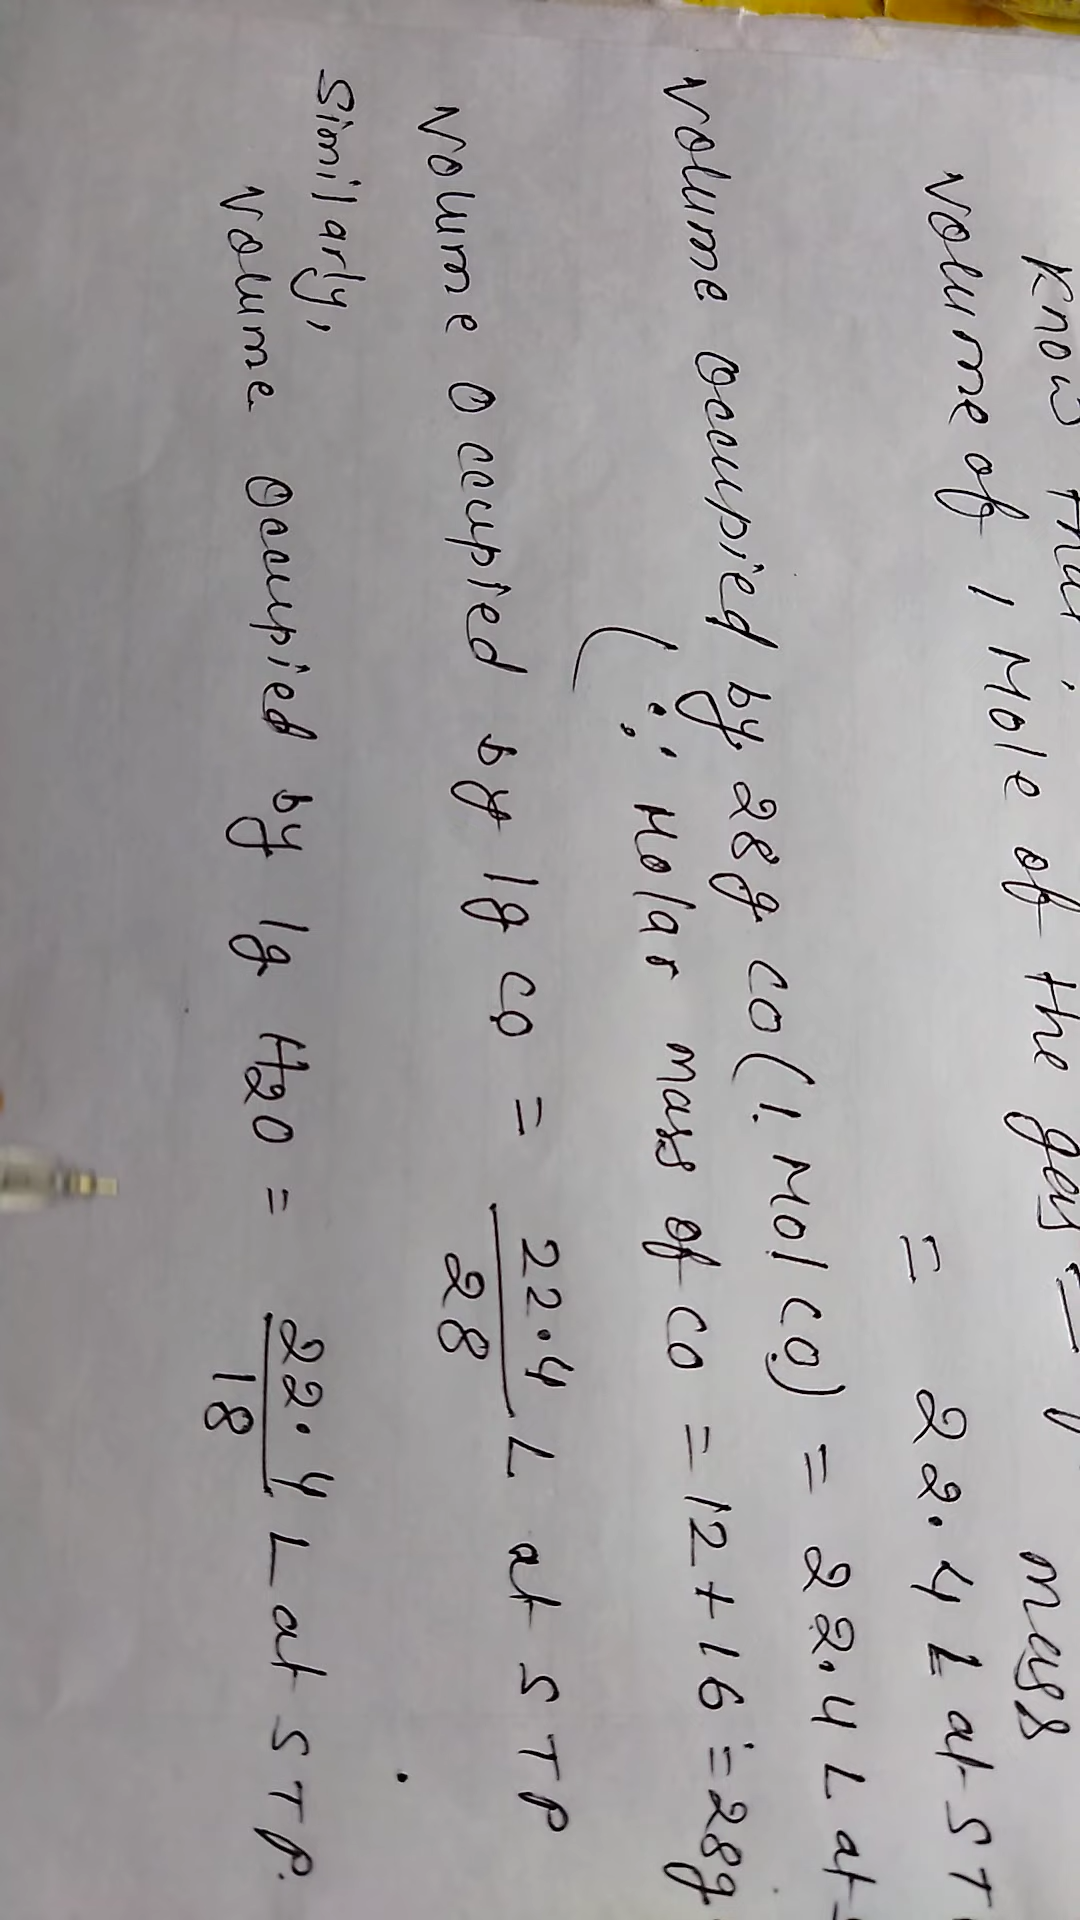 Know that,
Volume of 1 Mole of the gas = mass
= 22.4 L at ST
Volume occupied by 28g CO (1. Mol CO) = 22.4 L at
(∵ Molar mass of CO = 12 + 16 = 28g
Volume Occupied by 1g CO = 22.4/28 L at STP
Similarly,
Volume Occupied by 1g H2O = 22.4/18 L at STP.